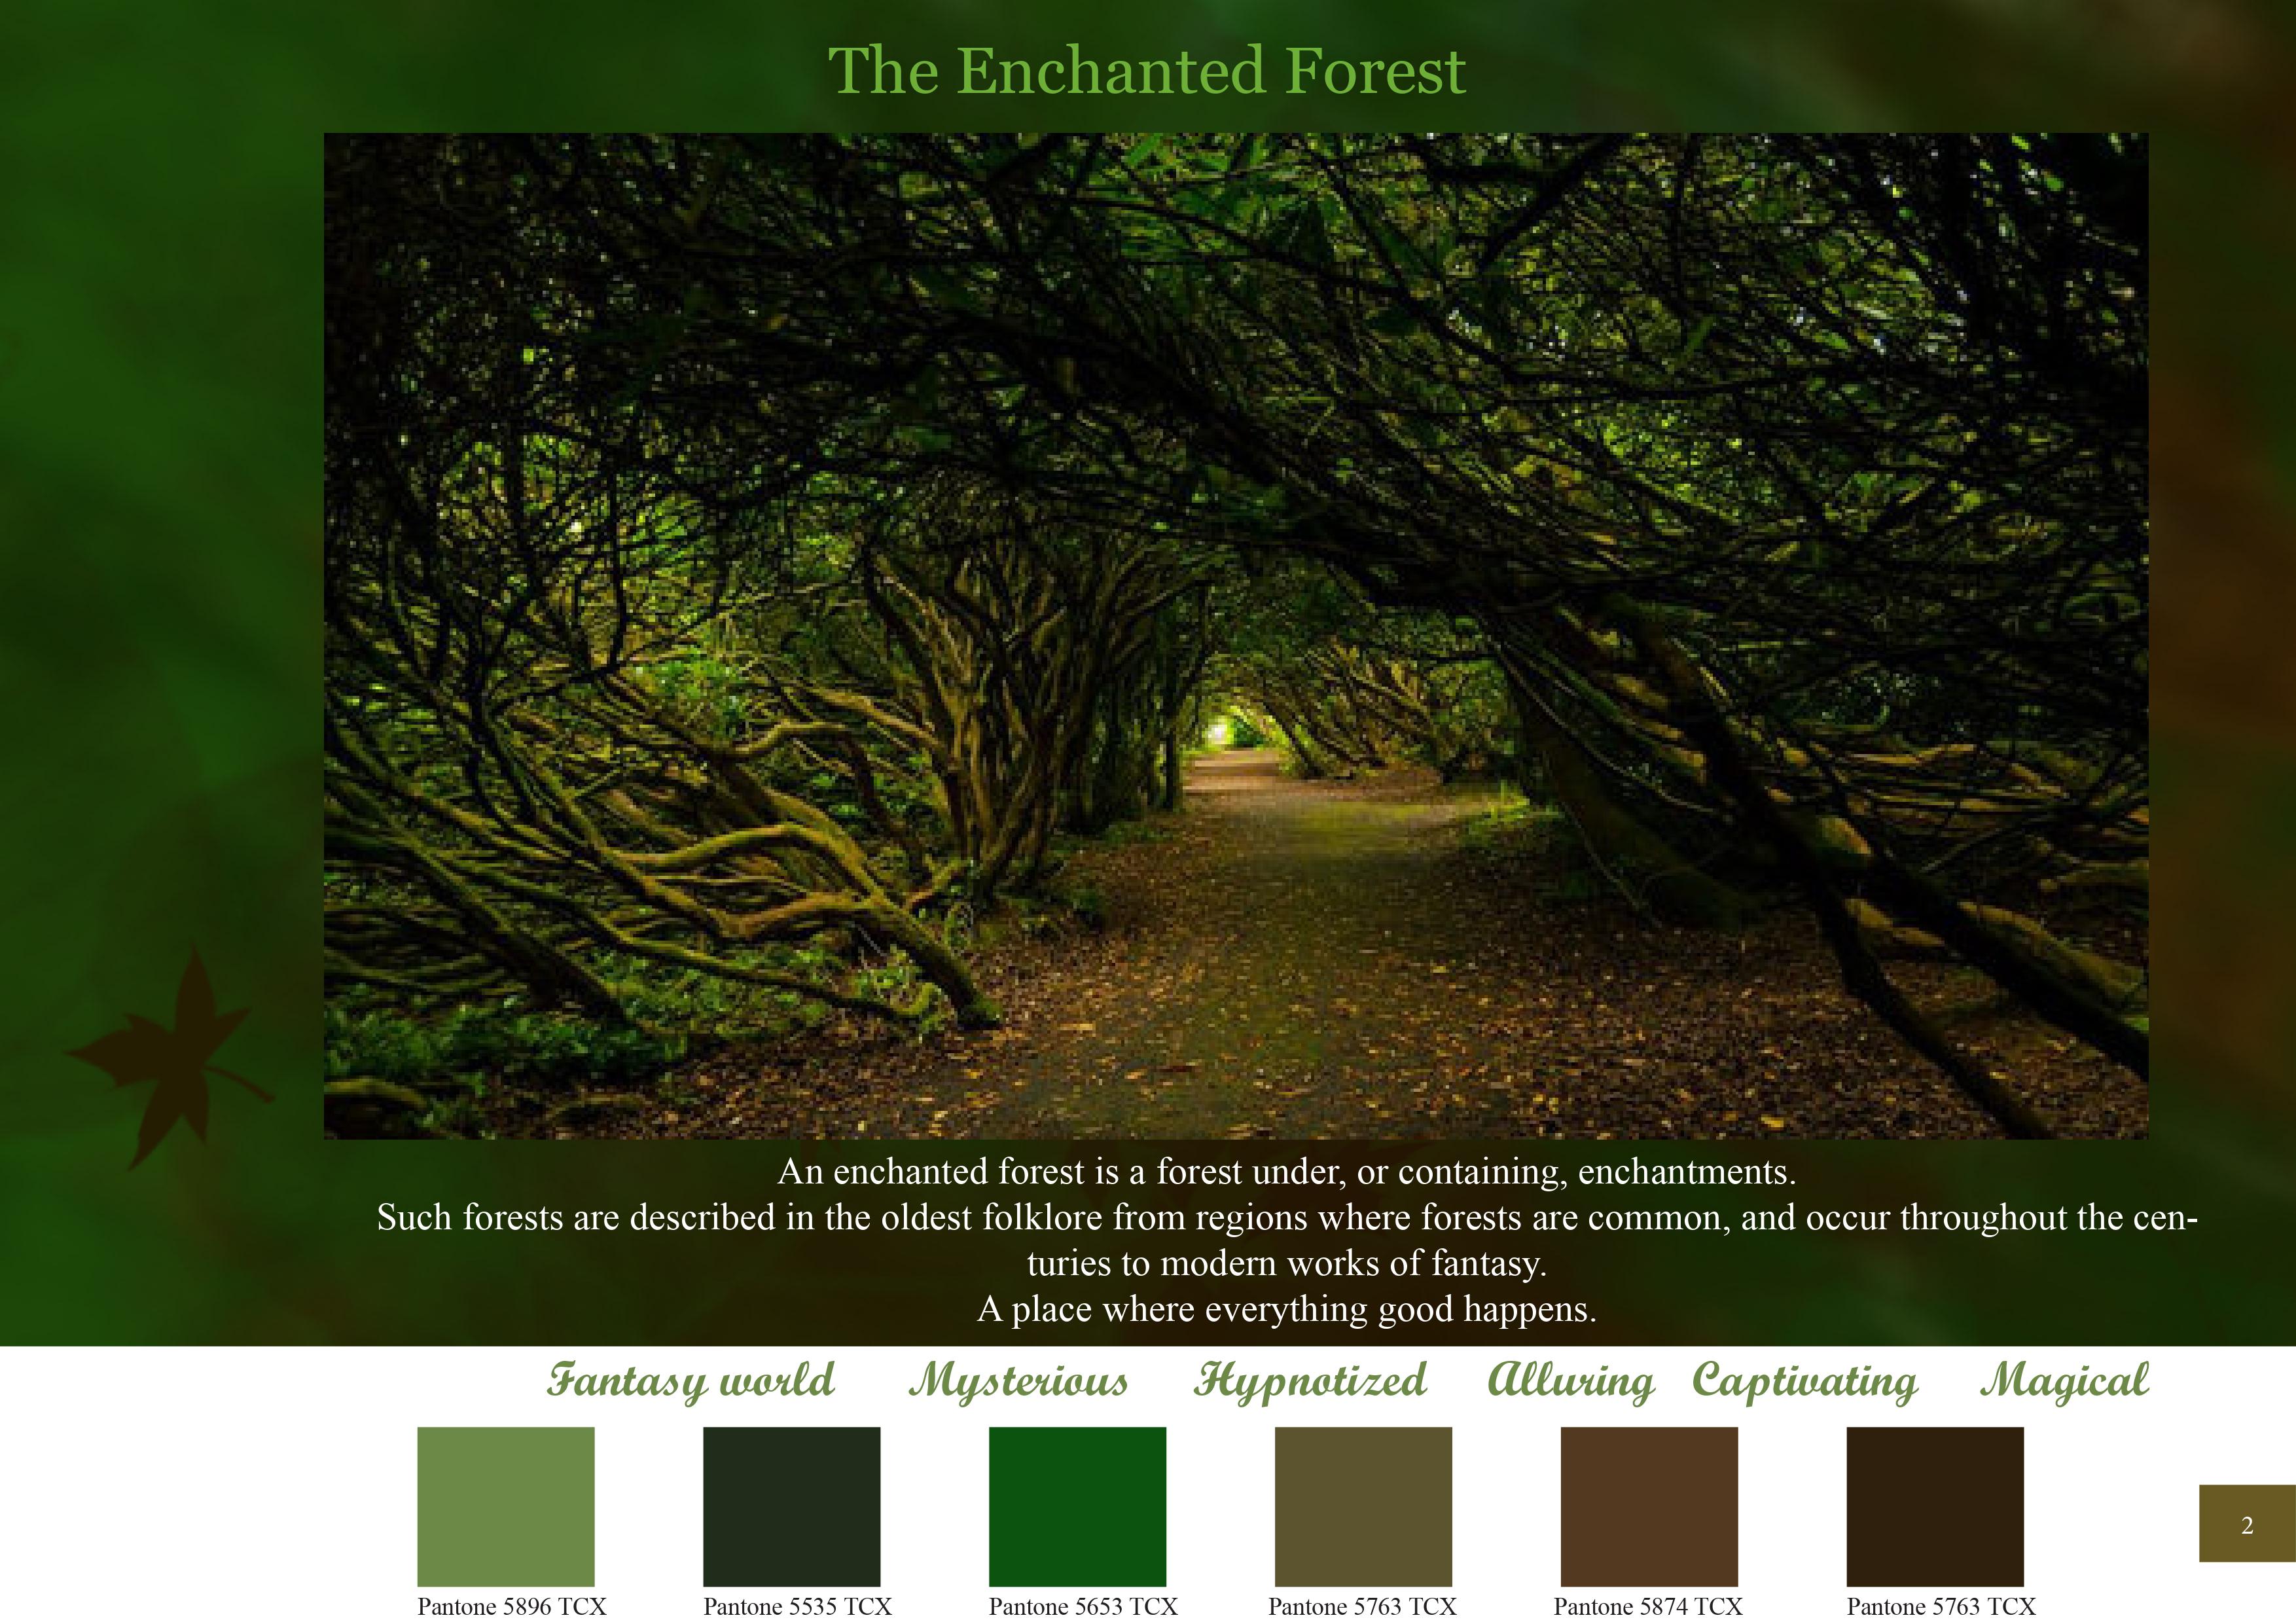 The Enchanted Forest
An enchanted forest is a forest under, or containing, enchantments.
Such forests are described in the oldest folklore from regions where forests are common, and occur throughout the cen-
turies to modern works of fantasy.
A place where everything good happens.
Fantasy world Mysterious Hypnotized Alluring Captivating Magical
2
Pantone 5896 TCX Pantone 5535 TCX Pantone 5653 TCX Pantone 5763 TCX Pantone 5874 TCX Pantone 5763 TCX